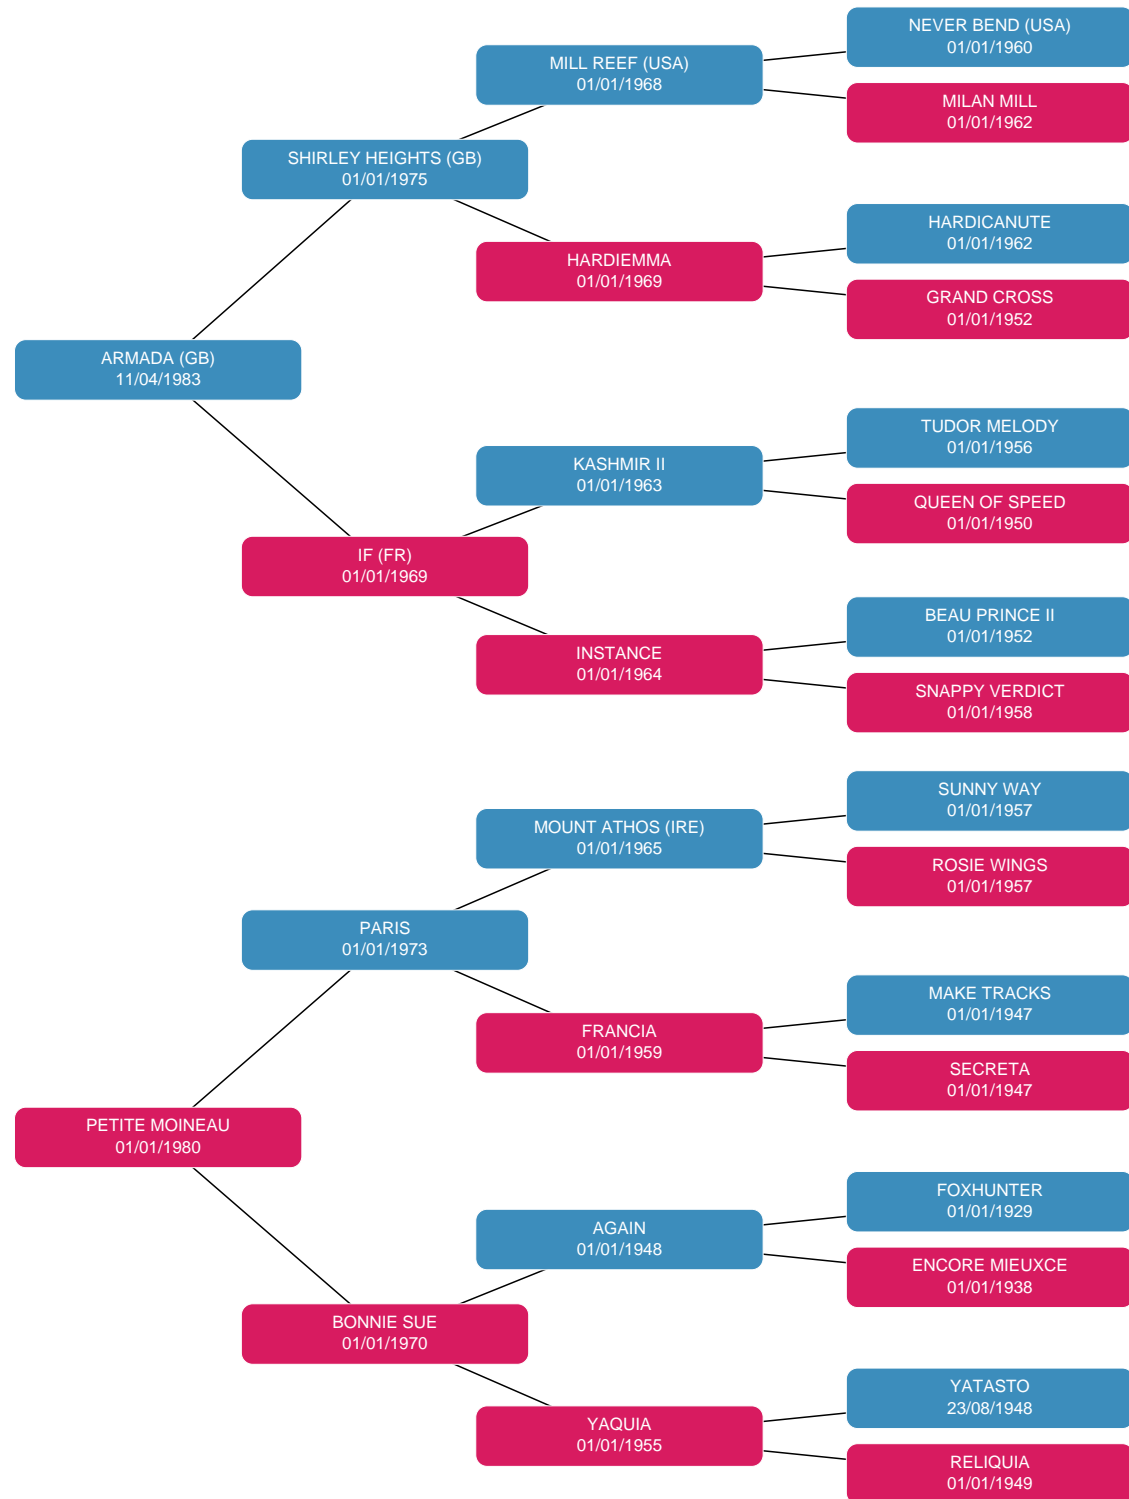 NEVER BEND (USA)
01/01/1960
MILL REEF (USA)
01/01/1968
MILAN MILL
01/01/1962
SHIRLEY HEIGHTS (GB)
01/01/1975
HARDICANUTE
01/01/1962
HARDIEMMA
01/01/1969
GRAND CROSS
01/01/1952
ARMADA (GB)
11/04/1983
TUDOR MELODY
01/01/1956
KASHMIR II
01/01/1963
QUEEN OF SPEED
01/01/1950
IF (FR)
01/01/1969
BEAU PRINCE II
01/01/1952
INSTANCE
01/01/1964
SNAPPY VERDICT
01/01/1958
SUNNY WAY
01/01/1957
MOUNT ATHOS (IRE)
01/01/1965
ROSIE WINGS
01/01/1957
PARIS
01/01/1973
MAKE TRACKS
01/01/1947
FRANCIA
01/01/1959
SECRETA
01/01/1947
PETITE MOINEAU
01/01/1980
FOXHUNTER
01/01/1929
AGAIN
01/01/1948
ENCORE MIEUXCE
01/01/1938
BONNIE SUE
01/01/1970
YATASTO
23/08/1948
YAQUIA
01/01/1955
RELIQUIA
01/01/1949